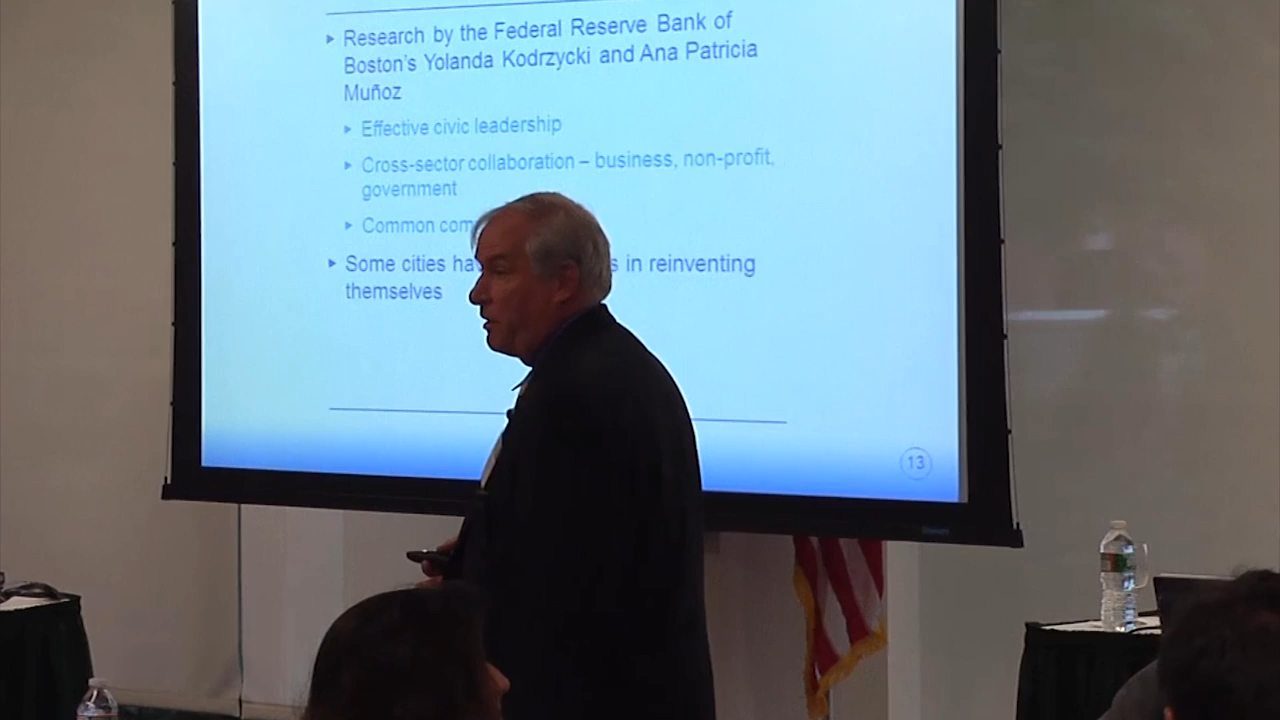 ▸ Research by the Federal Reserve Bank of
Boston's Yolanda Kodrzycki and Ana Patricia
Muñoz
▸ Effective civic leadership
▸ Cross-sector collaboration – business, non-profit,
government
▸ Common com
▸ Some cities ha s in reinventing
themselves
13